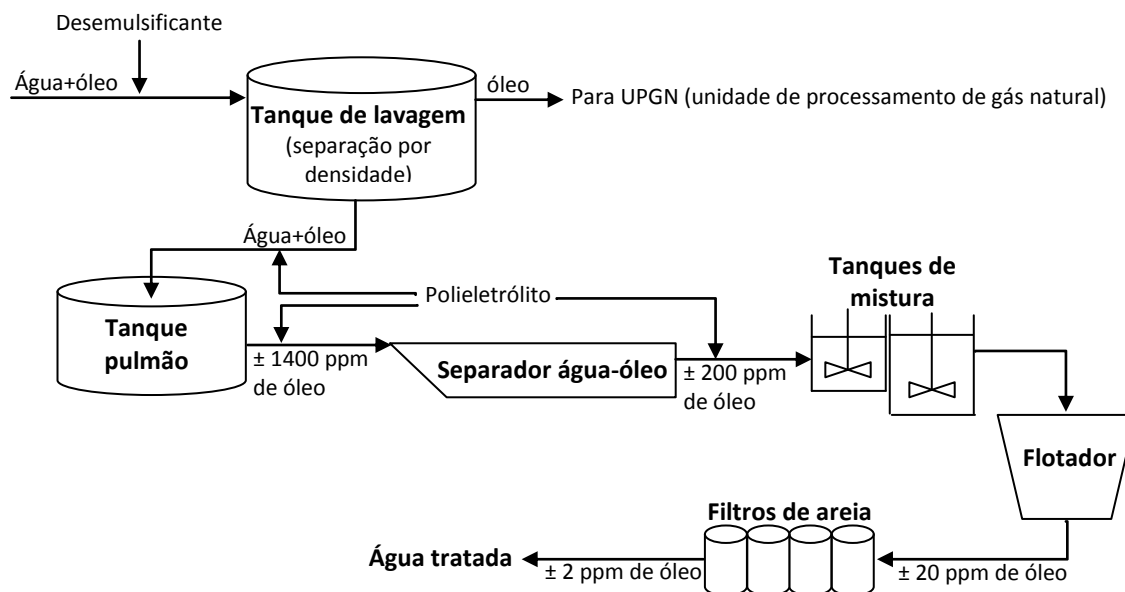 Desemulsificante
Água+óleo
óleo
Para UPGN (unidade de processamento de gás natural)
Tanque de lavagem
(separação por
densidade)
Água+óleo
Polieletrólito
Tanques de
mistura
Tanque
pulmão
± 1400 ppm
de óleo
Separador água-óleo
± 200 ppm
de óleo
Flotador
Filtros de areia
Água tratada
± 2 ppm de óleo
± 20 ppm de óleo